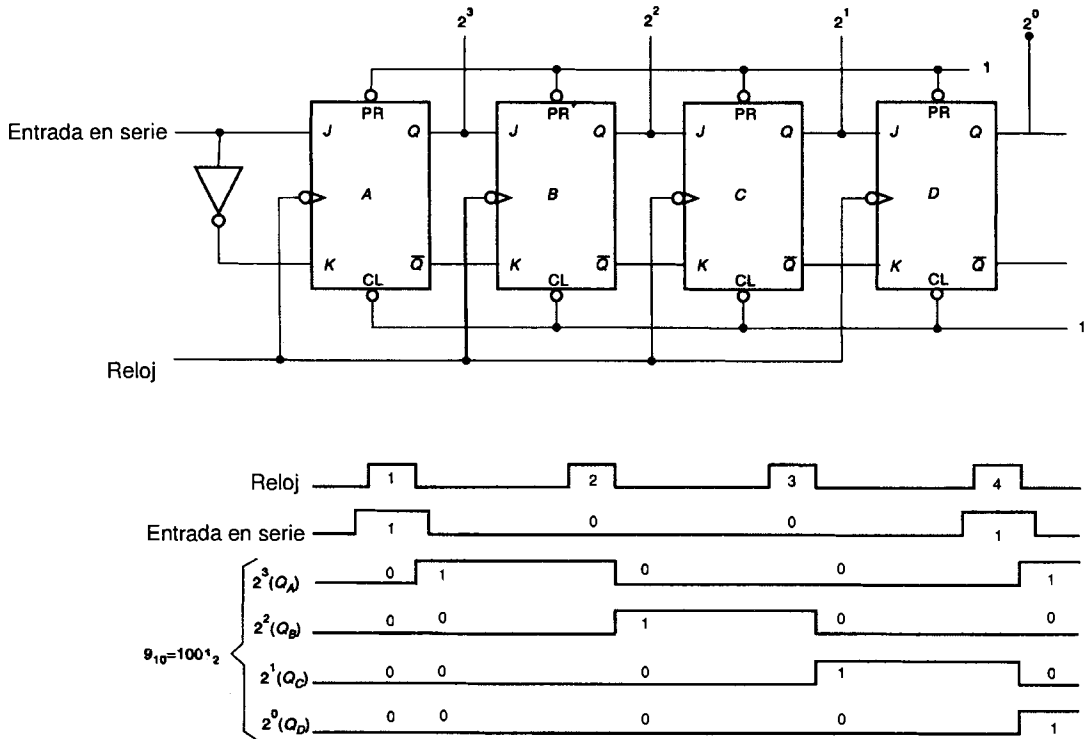 2³ 2² 2¹ 2⁰
1
PR PR PR PR
Entrada en serie J Q J Q J Q J Q
A B C D
K Q̅ K Q̅ K Q̅ K Q̅
CL CL CL CL
1
Reloj
Reloj 1 2 3 4
Entrada en serie 1 0 0 1
2³(Q_A) 0 1 0 0 1
2²(Q_B) 0 0 1 0 0
9₁₀=1001₂
2¹(Q_C) 0 0 0 1 0
2⁰(Q_D) 0 0 0 0 1